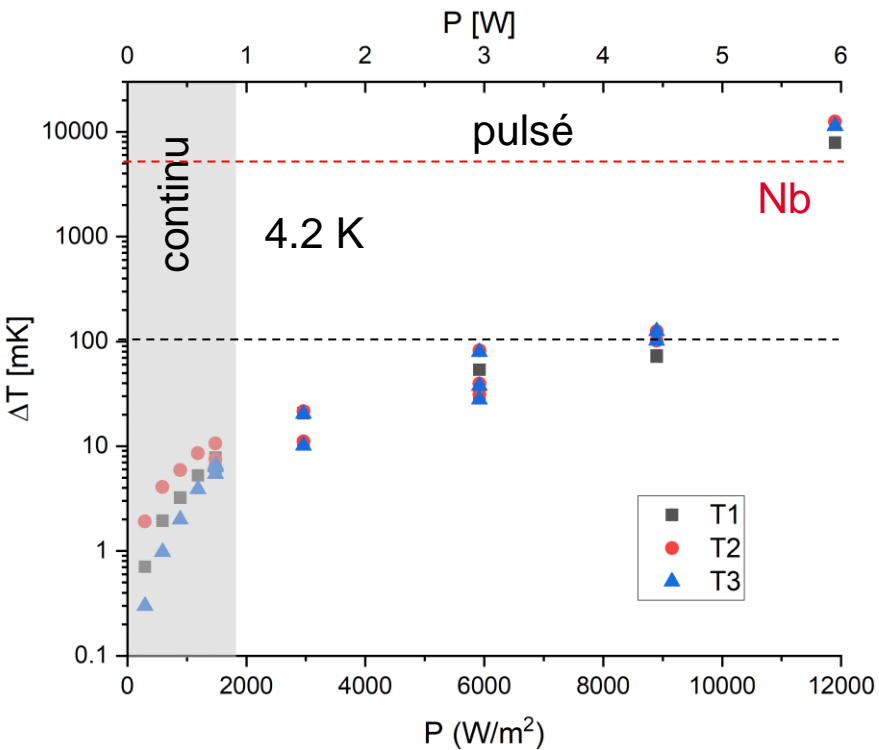 P [W]
0 1 2 3 4 5 6
10000
1000
100
10
1
0.1
ΔT [mK]
continu
pulsé
Nb
4.2 K
T1
T2
T3
0 2000 4000 6000 8000 10000 12000
P (W/m²)